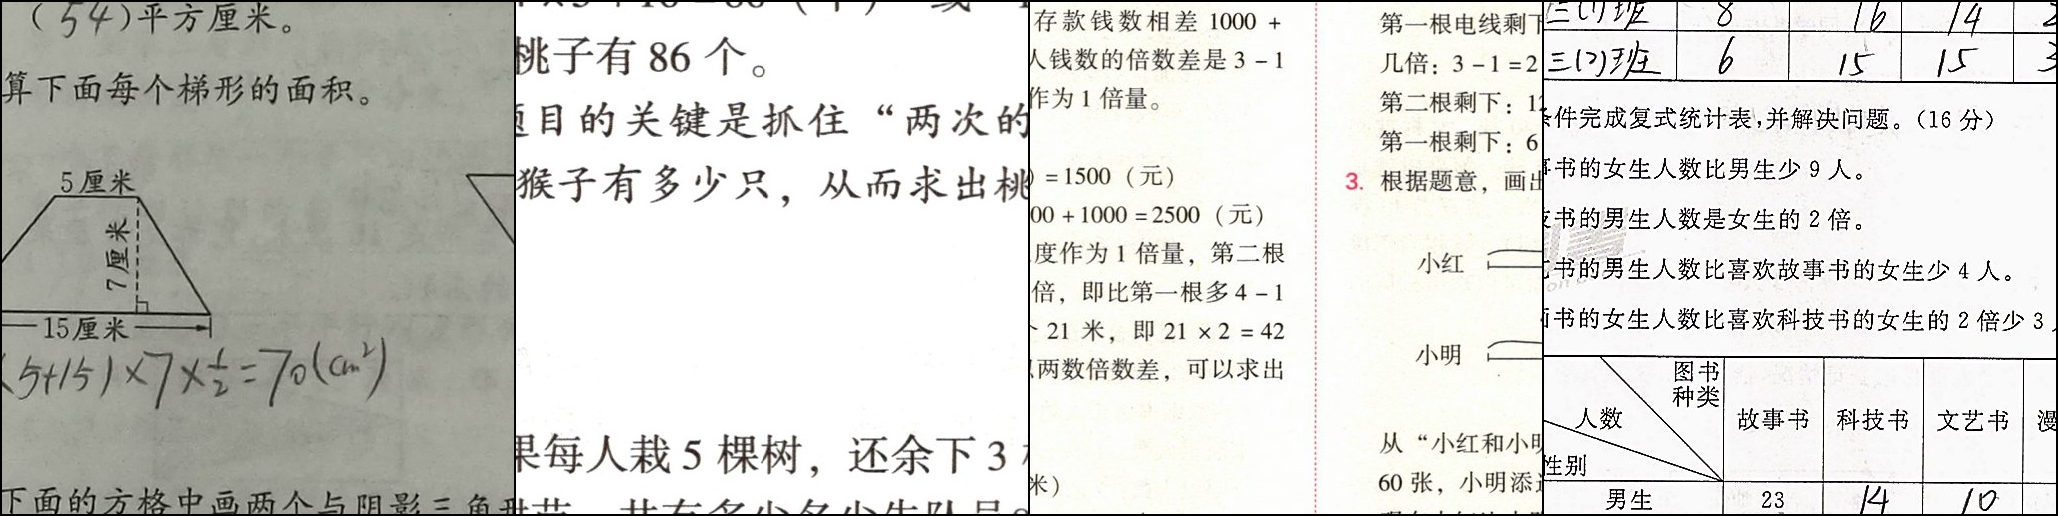 (54)平方厘米。
算下面每个梯形的面积。
5厘米
7厘米
15厘米
(5+15)×7×1/2=70(cm²)
下面的方格中画两个与阴影三角形
桃子有 86 个。
题目的关键是抓住“两次的
猴子有多少只，从而求出桃
果每人栽 5 棵树，还余下 3
存款钱数相差 1000 +
人钱数的倍数差是 3 - 1
作为 1 倍量。
) = 1500（元）
00 + 1000 = 2500（元）
度作为 1 倍量，第二根
倍，即比第一根多 4 - 1
21 米，即 21 × 2 = 42
以两数倍数差，可以求出
米）
第一根电线剩下
几倍：3 - 1 = 2
第二根剩下：12
第一根剩下：6
3. 根据题意，画出
小红
小明
从“小红和小明
60 张，小明添
三(1)班 8 16 14
三(2)班 6 15 15 3
条件完成复式统计表,并解决问题。(16 分)
事书的女生人数比男生少 9 人。
技书的男生人数是女生的 2 倍。
艺书的男生人数比喜欢故事书的女生少 4 人。
画书的女生人数比喜欢科技书的女生的 2 倍少 3
图书种类
人数
性别
故事书 科技书 文艺书 漫
男生 23 14 10